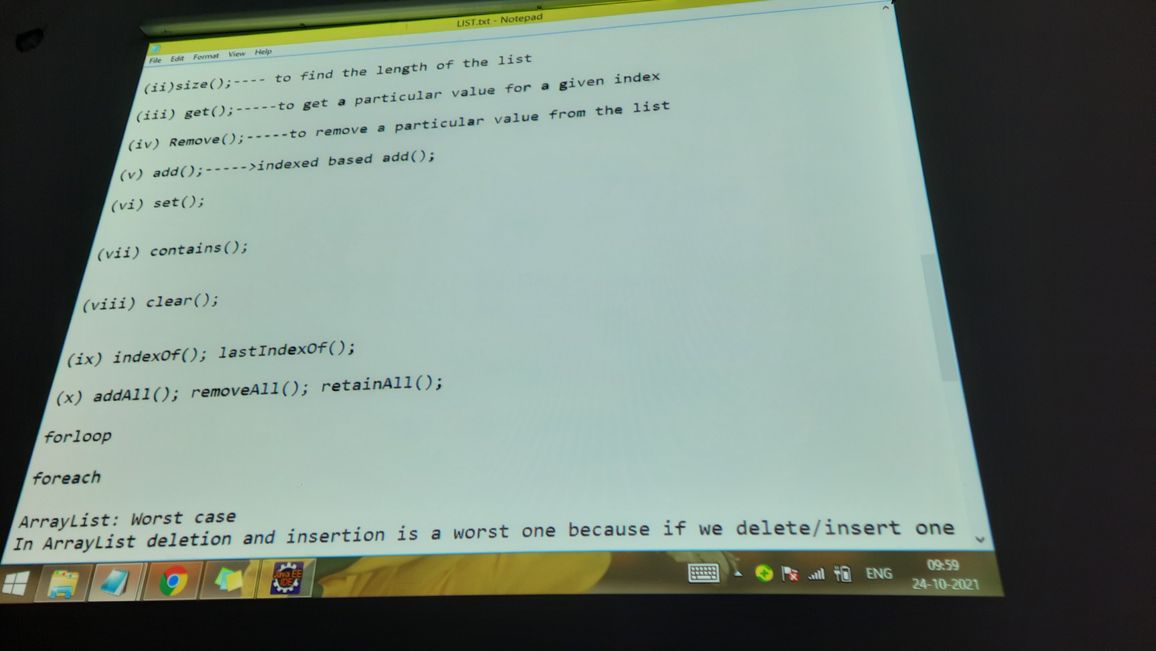 LIST.txt - Notepad
File Edit Format View Help
(ii)size();---- to find the length of the list
(iii) get();-----to get a particular value for a given index
(iv) Remove();-----to remove a particular value from the list
(v) add();----->indexed based add();
(vi) set();
(vii) contains();
(viii) clear();
(ix) indexOf(); lastIndexOf();
(x) addAll(); removeAll(); retainAll();
forloop
foreach
ArrayList: Worst case
In ArrayList deletion and insertion is a worst one because if we delete/insert one
Java EE
IDE
ENG
09:59
24-10-2021